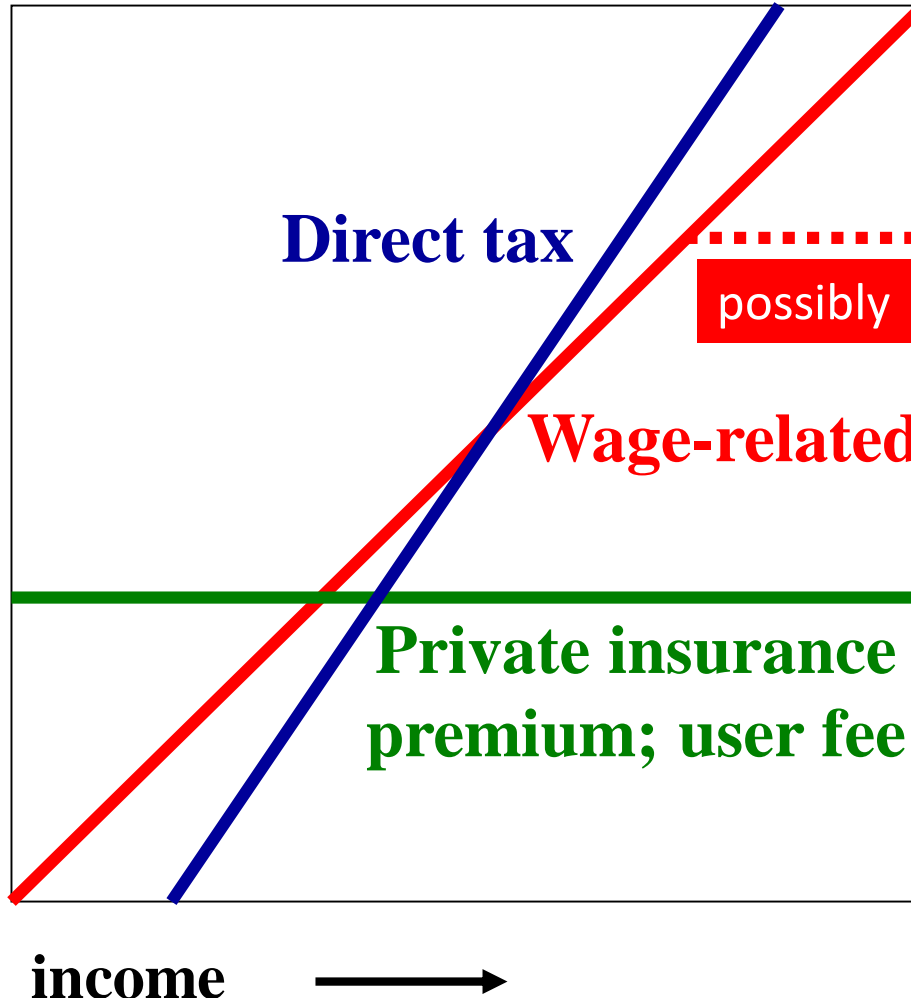 Direct tax
possibly
Wage-related
Private insurance
premium; user fee
income